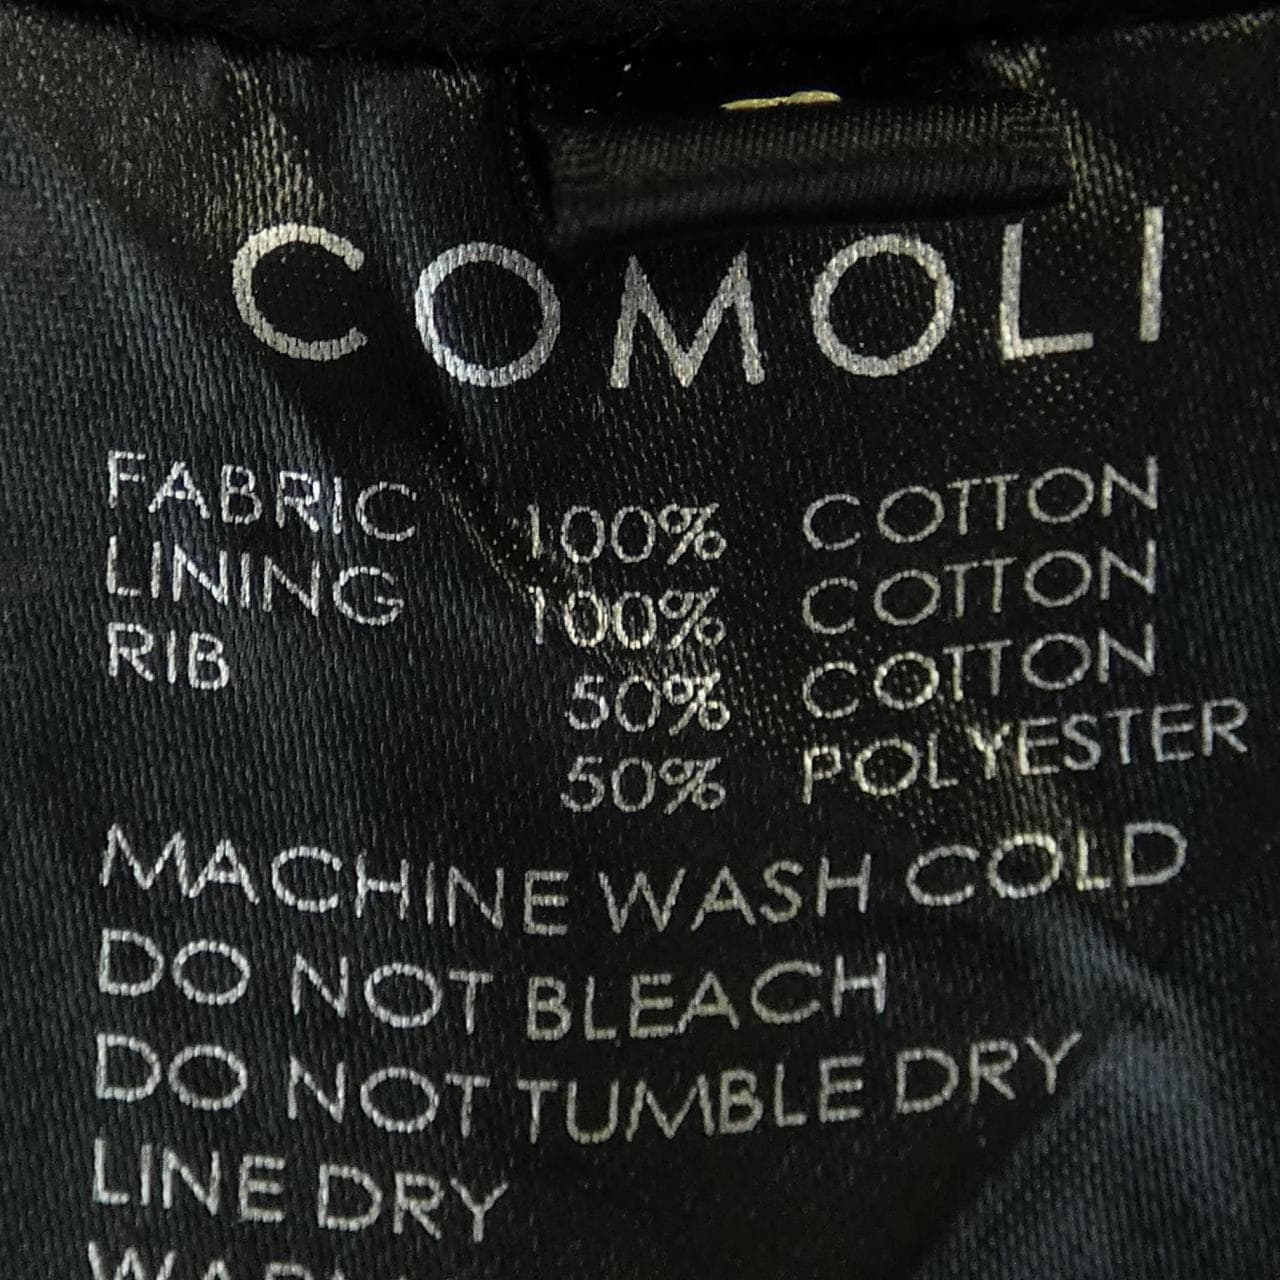 COMOLI
FABRIC 100% COTTON
LINING 100% COTTON
RIB 50% COTTON
50% POLYESTER
MACHINE WASH COLD
DO NOT BLEACH
DO NOT TUMBLE DRY
LINE DRY